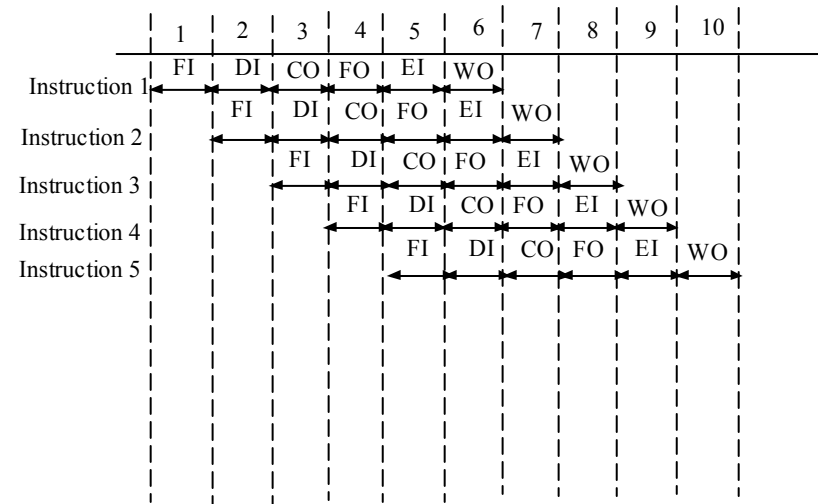 1 2 3 4 5 6 7 8 9 10
FI DI CO FO EI WO
Instruction 1
FI DI CO FO EI WO
Instruction 2
FI DI CO FO EI WO
Instruction 3
FI DI CO FO EI WO
Instruction 4
FI DI CO FO EI WO
Instruction 5